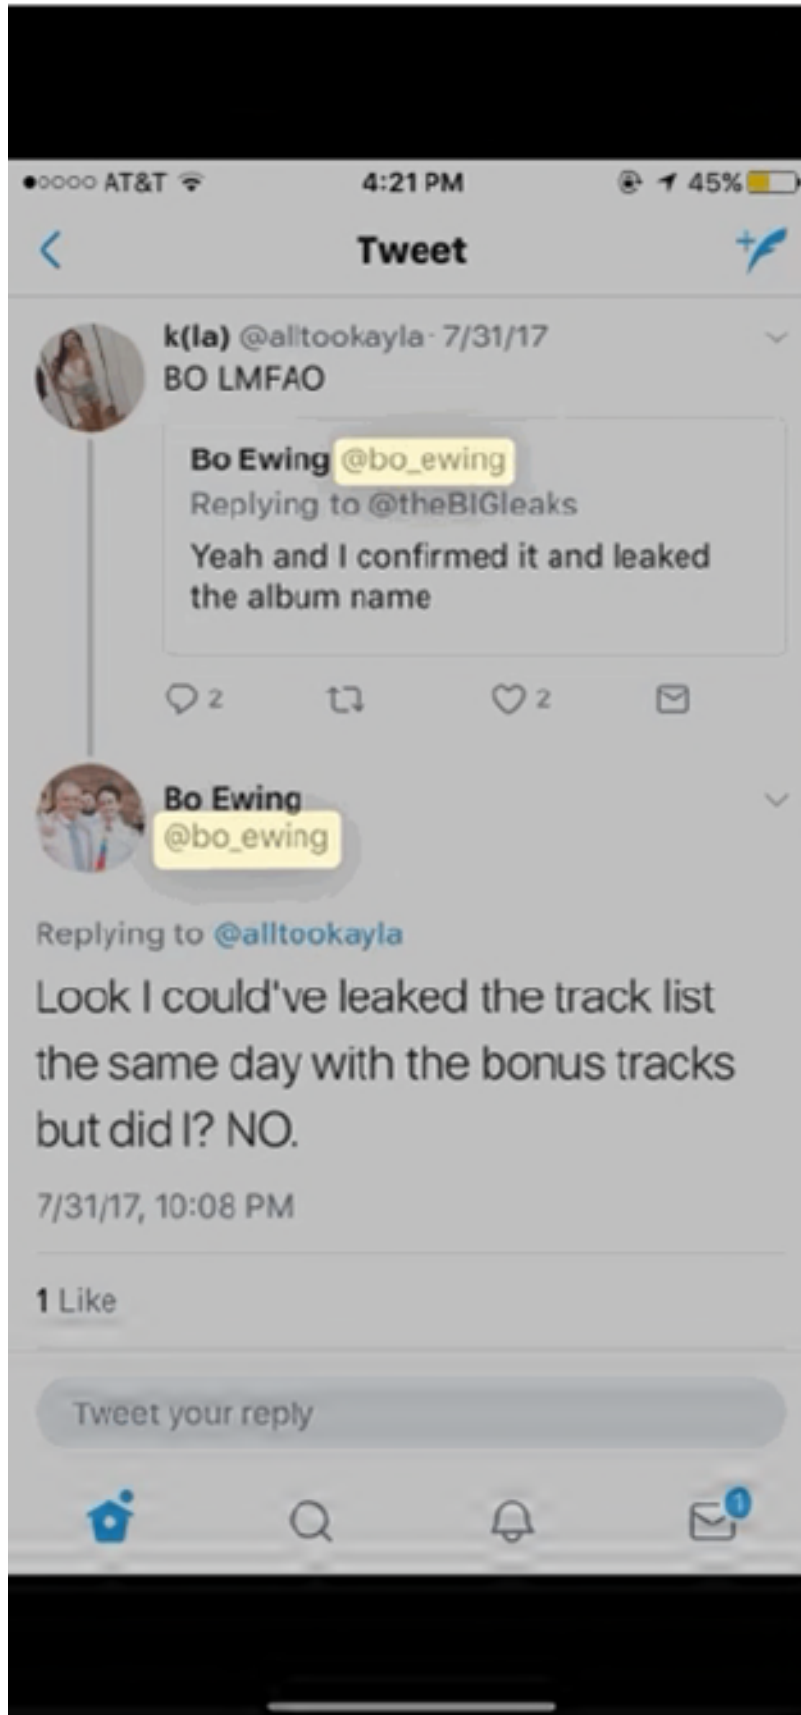 AT&T 4:21 PM 45%
Tweet
k(la) @alltookayla · 7/31/17
BO LMFAO
Bo Ewing @bo_ewing
Replying to @theBIGleaks
Yeah and I confirmed it and leaked
the album name
2 2
Bo Ewing
@bo_ewing
Replying to @alltookayla
Look I could've leaked the track list
the same day with the bonus tracks
but did I? NO.
7/31/17, 10:08 PM
1 Like
Tweet your reply
1